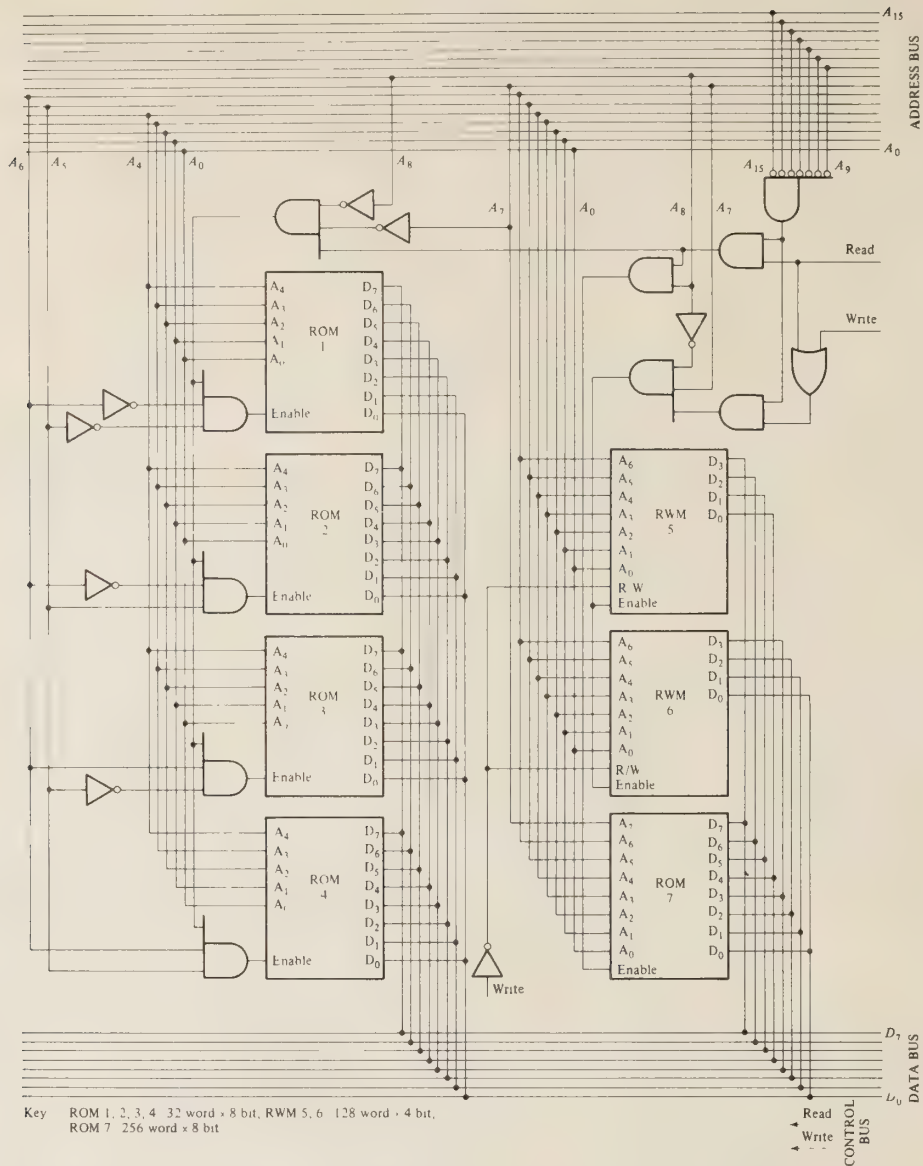 A₁₅
ADDRESS BUS
A₀
A₆ A₅ A₄ A₀ A₈ A₇ A₀ A₈ A₇ A₁₅ A₉
Read
Write
A₄ D₇
A₃ D₆
A₂ ROM D₅
A₁ 1 D₄
A₀ D₃
D₂
D₁
Enable D₀
A₄ D₇
A₃ D₆
A₂ ROM D₅
A₁ 2 D₄
A₀ D₃
D₂
D₁
Enable D₀
A₄ D₇
A₃ D₆
A₂ ROM D₅
A₁ 3 D₄
D₃
D₂
D₁
Enable D₀
A₄ D₇
A₃ D₆
A₂ ROM D₅
A₁ 4 D₄
D₃
D₂
D₁
Enable D₀
Write
A₆ D₃
A₅ D₂
A₄ RWM D₁
A₃ 5 D₀
A₂
A₁
A₀
R W
Enable
A₆ D₃
A₅ D₂
A₄ RWM D₁
A₃ 6 D₀
A₂
A₁
A₀
R/W
Enable
A₇ D₇
A₆ D₆
A₅ D₅
A₄ ROM D₄
A₃ 7 D₃
A₂ D₂
A₁ D₁
A₀ D₀
Enable
D₇
DATA BUS
D₀
Key ROM 1, 2, 3, 4 32 word × 8 bit, RWM 5, 6 128 word × 4 bit,
ROM 7 256 word × 8 bit
Read
Write
CONTROL
BUS